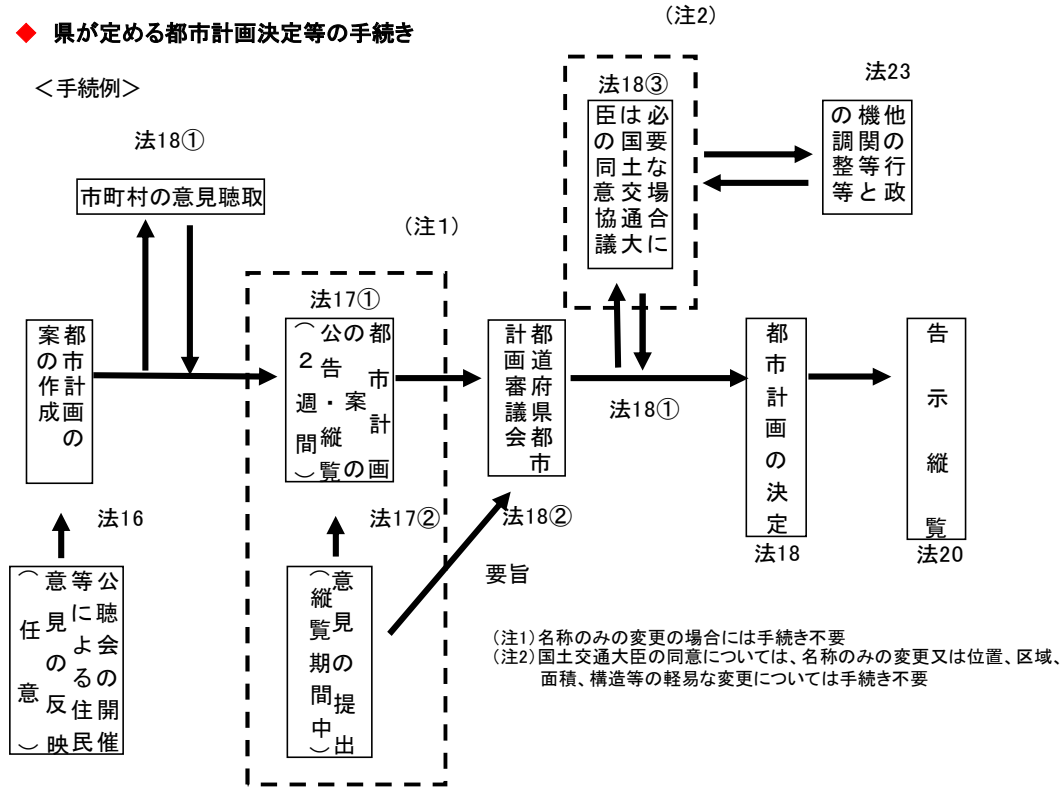 ◆ 県が定める都市計画決定等の手続き
(注2)
＜手続例＞
法18①
市町村の意見聴取
法18③
必要な場合に
は国土交通大
臣の同意協議
法23
他の行政
機関等と
の調整等
(注1)
都市計画の
案の作成
法17①
都市計画
の案の
公告・縦覧
（2週間）
都道府県都市
計画審議会
法18①
都市計画の決定
法18
告示縦覧
法20
法16
公聴会の開催
等による住民
意見の反映
（任意）
法17②
意見の提出
（縦覧期間中）
法18②
要旨
(注1)名称のみの変更の場合には手続き不要
(注2)国土交通大臣の同意については、名称のみの変更又は位置、区域、
面積、構造等の軽易な変更については手続き不要